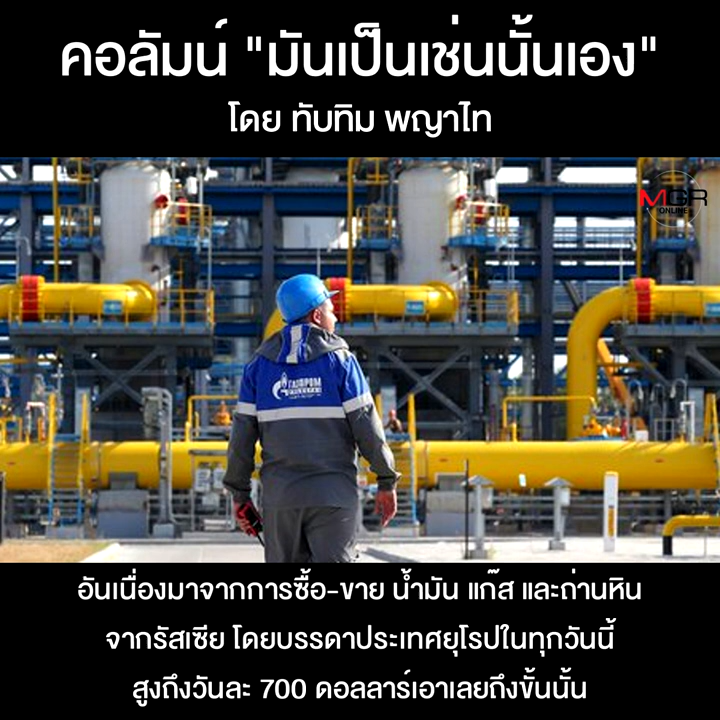 คอลัมน์ "มันเป็นเช่นนั้นเอง"
โดย ทับทิม พญาไท
MGR
ONLINE
ГАЗПРОМ
อันเนื่องมาจากการซื้อ-ขาย น้ำมัน แก๊ส และถ่านหิน
จากรัสเซีย โดยบรรดาประเทศยุโรปในทุกวันนี้
สูงถึงวันละ 700 ดอลลาร์เอาเลยถึงขั้นนั้น